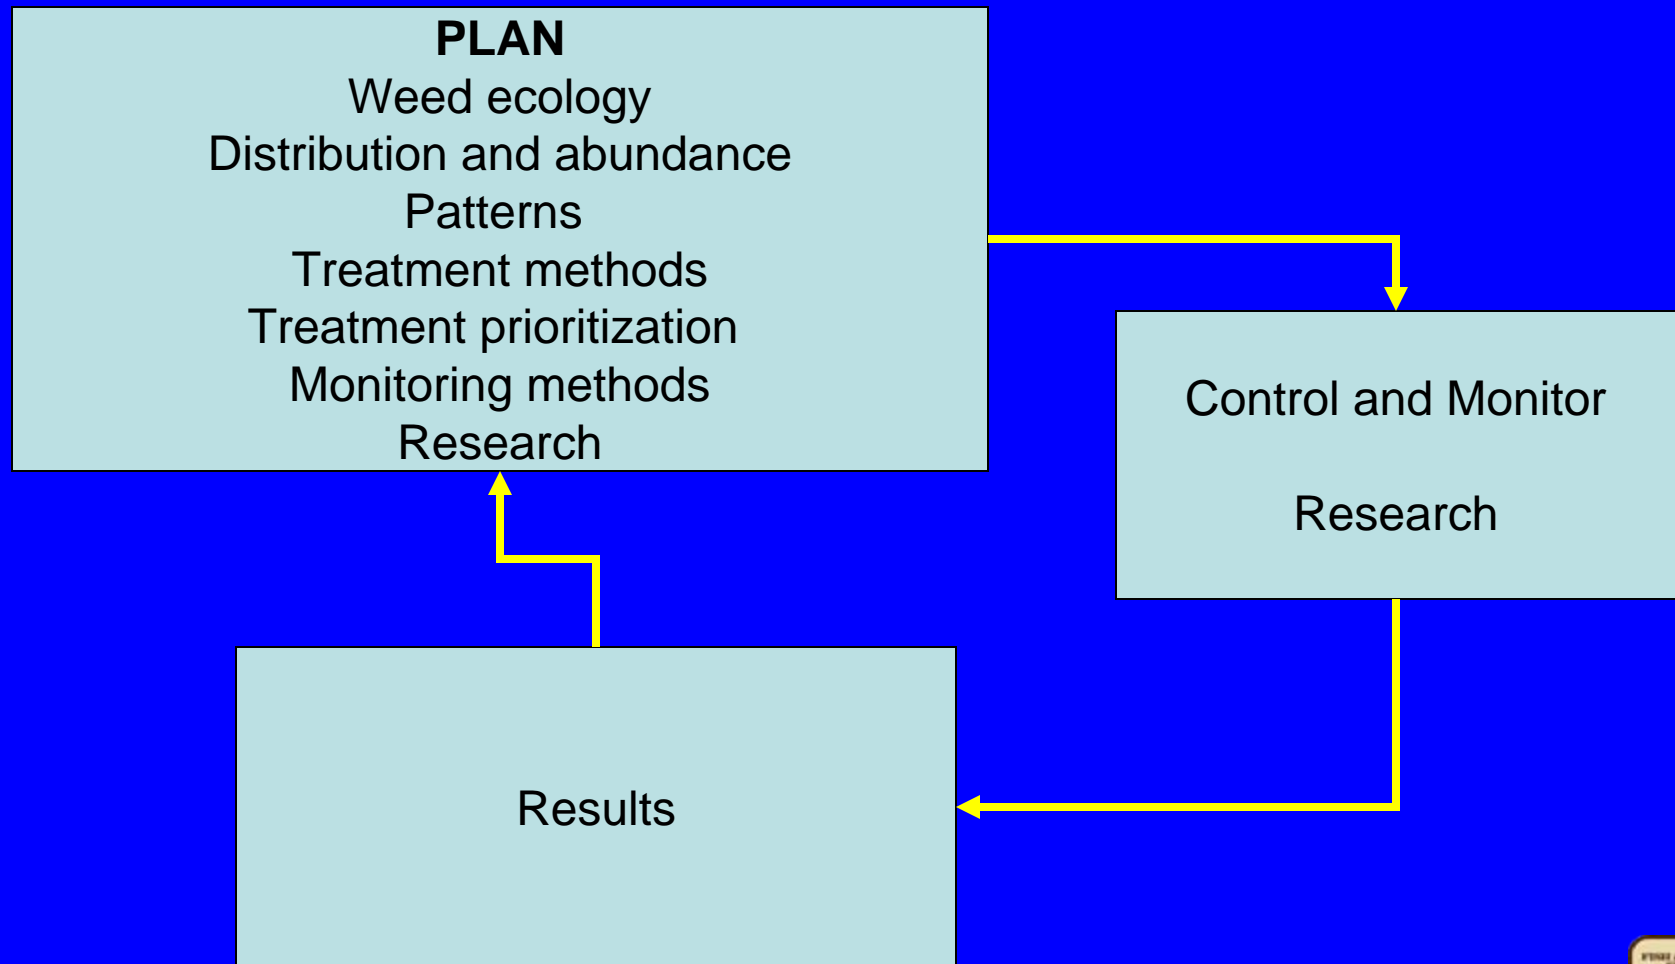 PLAN
Weed ecology
Distribution and abundance
Patterns
Treatment methods
Treatment prioritization
Monitoring methods
Research
Control and Monitor
Research
Results